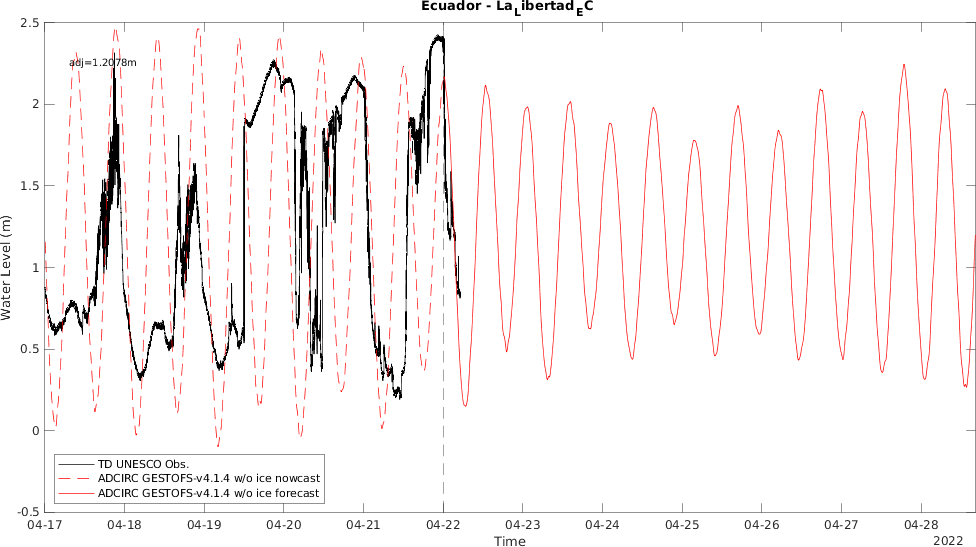 Ecuador - LaLibertadEC
2.5
adj=1.2078m
2
1.5
1
0.5
0
-0.5
Water Level (m)
TD UNESCO Obs.
ADCIRC GESTOFS-v4.1.4 w/o ice nowcast
ADCIRC GESTOFS-v4.1.4 w/o ice forecast
04-17 04-18 04-19 04-20 04-21 04-22 04-23 04-24 04-25 04-26 04-27 04-28
Time
2022